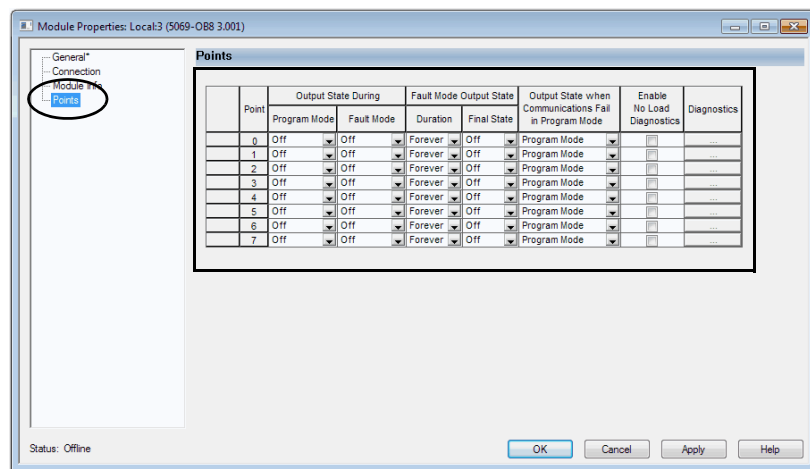 Module Properties: Local:3 (5069-OB8 3.001)
General*
Connection
Module Info
Points
Points
Output State During Fault Mode Output State Output State when Communications Fail in Program Mode Enable No Load Diagnostics Diagnostics
Point Program Mode Fault Mode Duration Final State
0 Off Off Forever Off Program Mode ...
1 Off Off Forever Off Program Mode ...
2 Off Off Forever Off Program Mode ...
3 Off Off Forever Off Program Mode ...
4 Off Off Forever Off Program Mode ...
5 Off Off Forever Off Program Mode ...
6 Off Off Forever Off Program Mode ...
7 Off Off Forever Off Program Mode ...
Status: Offline
OK Cancel Apply Help